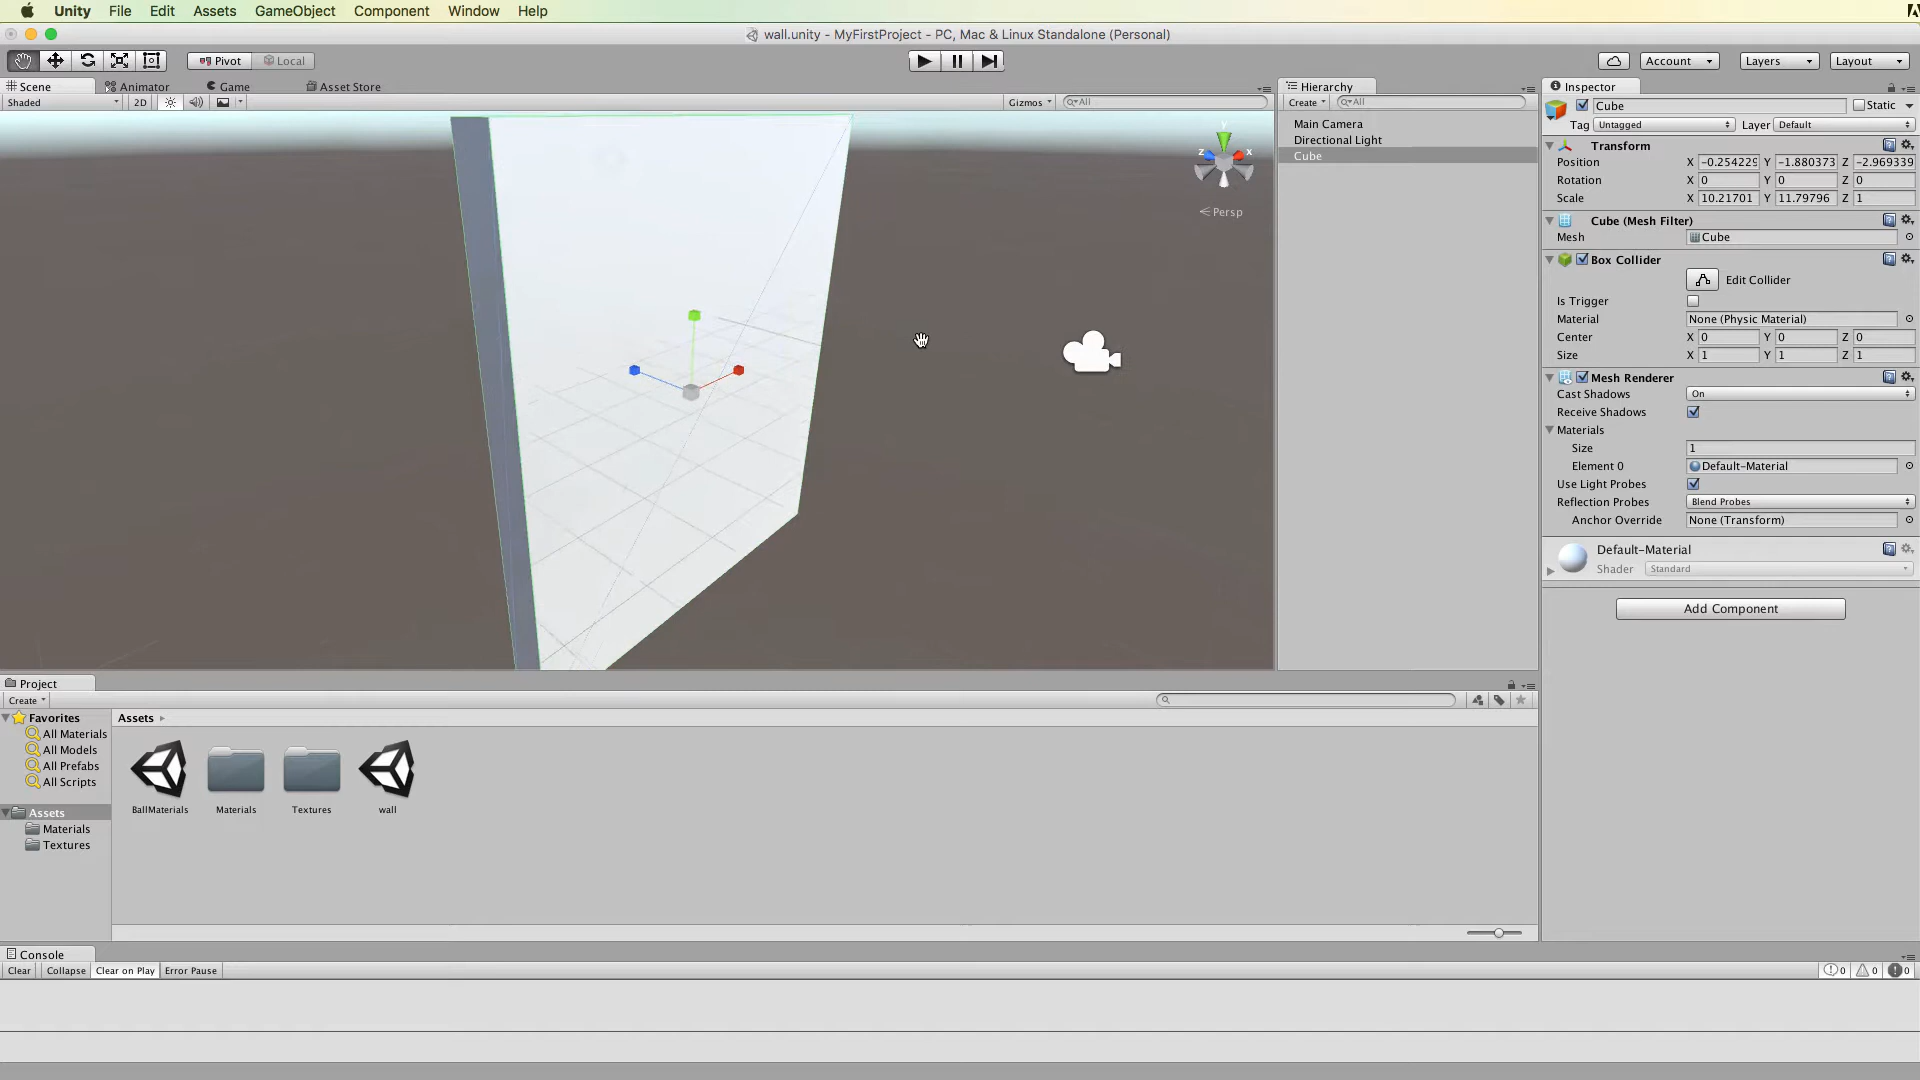 Unity File Edit Assets GameObject Component Window Help
wall.unity - MyFirstProject - PC, Mac & Linux Standalone (Personal)
Pivot Local Account Layers Layout
Scene Animator Game Asset Store
Shaded 2D Gizmos All
y
z x
Persp
Hierarchy
Create All
Main Camera
Directional Light
Cube
Inspector
Cube Static
Tag Untagged Layer Default
Transform
Position X -0.254229 Y -1.880373 Z -2.969339
Rotation X 0 Y 0 Z 0
Scale X 10.21701 Y 11.79796 Z 1
Cube (Mesh Filter)
Mesh Cube
Box Collider
Edit Collider
Is Trigger
Material None (Physic Material)
Center X 0 Y 0 Z 0
Size X 1 Y 1 Z 1
Mesh Renderer
Cast Shadows On
Receive Shadows
Materials
Size 1
Element 0 Default-Material
Use Light Probes
Reflection Probes Blend Probes
Anchor Override None (Transform)
Default-Material
Shader Standard
Add Component
Project
Create
Favorites
All Materials
All Models
All Prefabs
All Scripts
Assets
Materials
Textures
Assets
BallMaterials Materials Textures wall
Console
Clear Collapse Clear on Play Error Pause 0 0 0